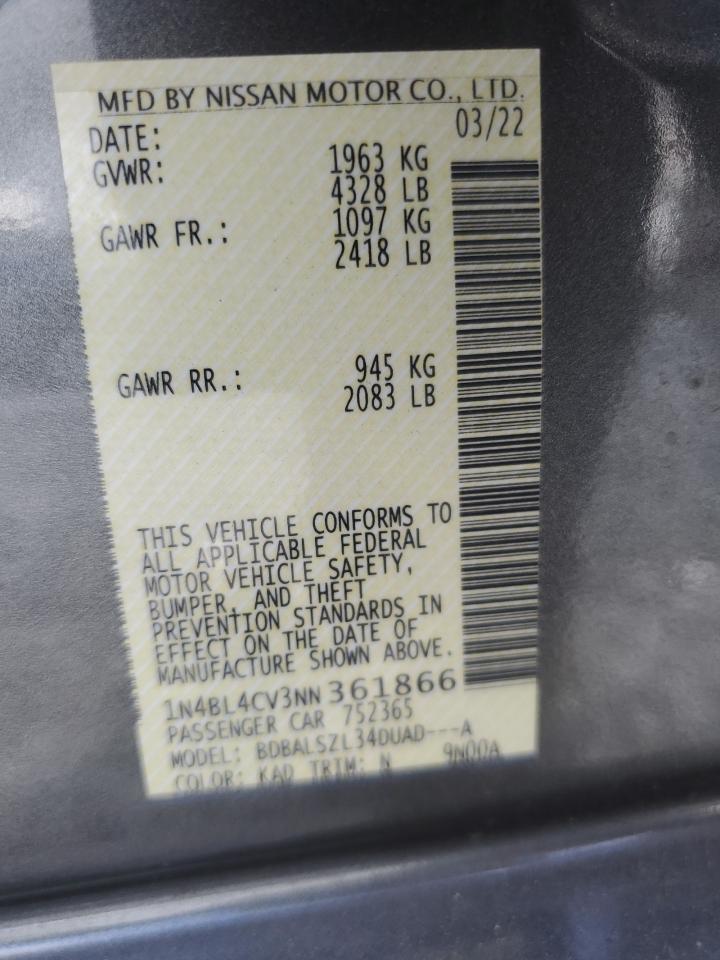 MFD BY NISSAN MOTOR CO., LTD.
DATE: 03/22
GVWR: 1963 KG
4328 LB
GAWR FR.: 1097 KG
2418 LB
GAWR RR.: 945 KG
2083 LB
THIS VEHICLE CONFORMS TO
ALL APPLICABLE FEDERAL
MOTOR VEHICLE SAFETY,
BUMPER, AND THEFT
PREVENTION STANDARDS IN
EFFECT ON THE DATE OF
MANUFACTURE SHOWN ABOVE.
1N4BL4CV3NN361866
PASSENGER CAR 752365
MODEL: BDBALSZL34DUAD---A
COLOR: KAD TRIM: N 9N00A